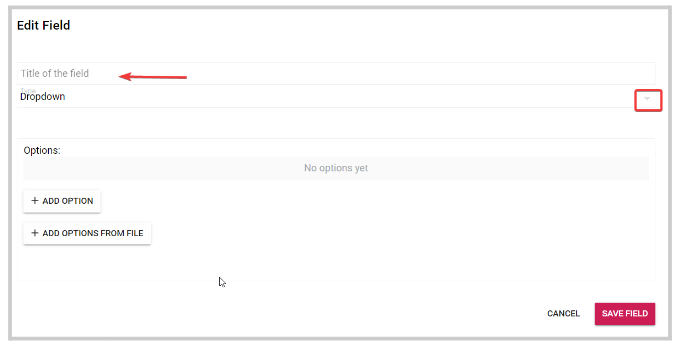 Edit Field
Title of the field
Type
Dropdown
Options:
No options yet
+ ADD OPTION
+ ADD OPTIONS FROM FILE
CANCEL SAVE FIELD